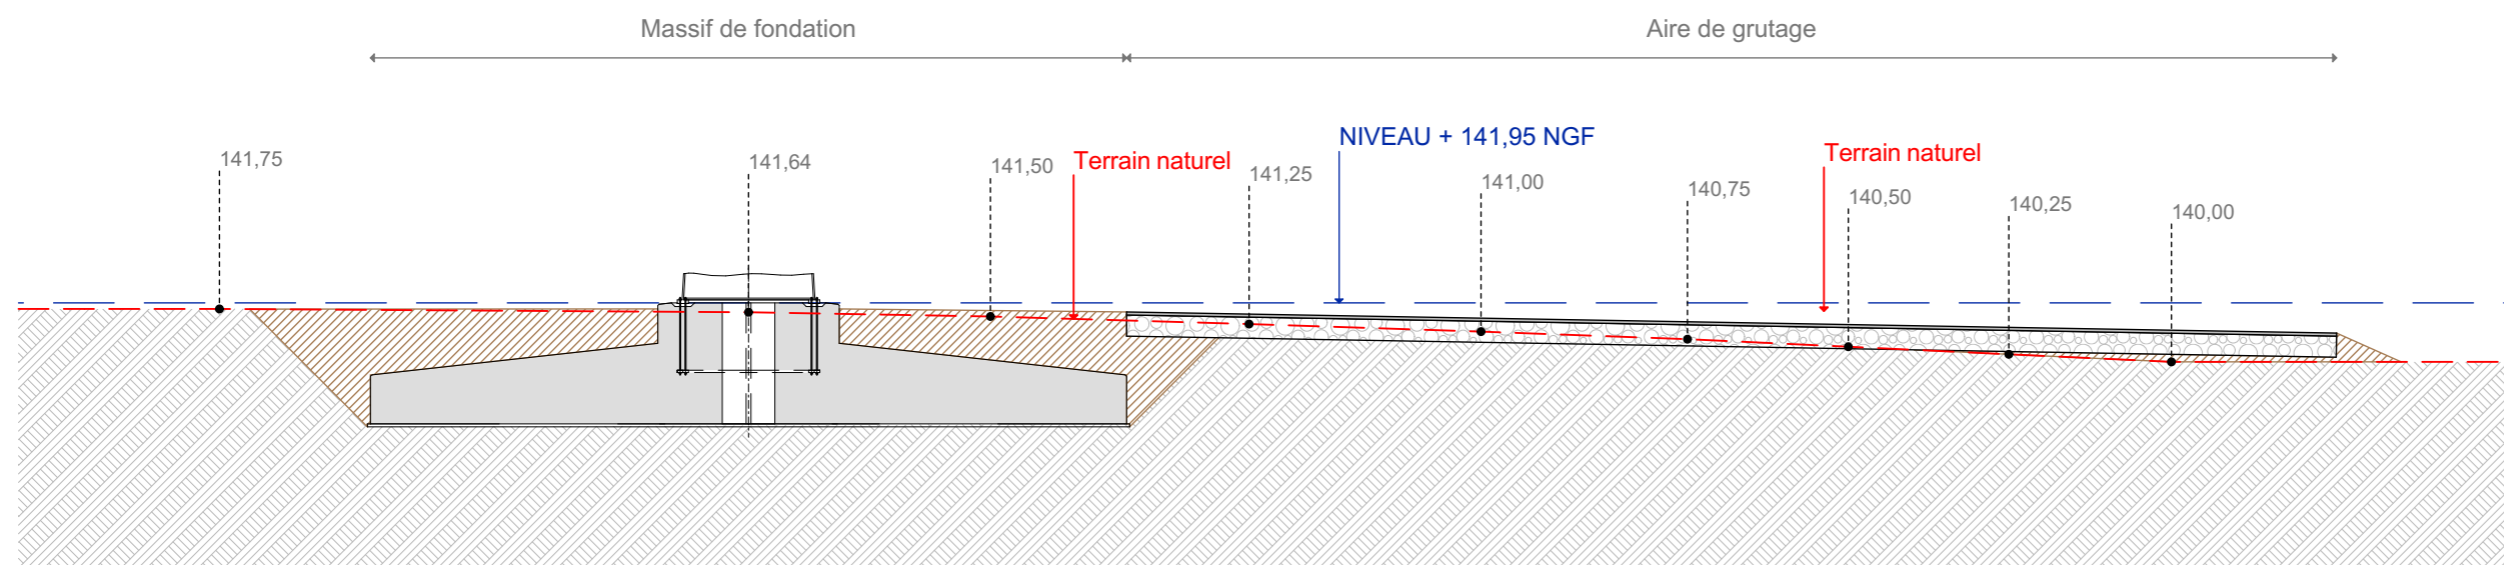 Massif de fondation
Aire de grutage
NIVEAU + 141,95 NGF
141,75
141,64
141,50
Terrain naturel
141,25
141,00
140,75
Terrain naturel
140,50
140,25
140,00